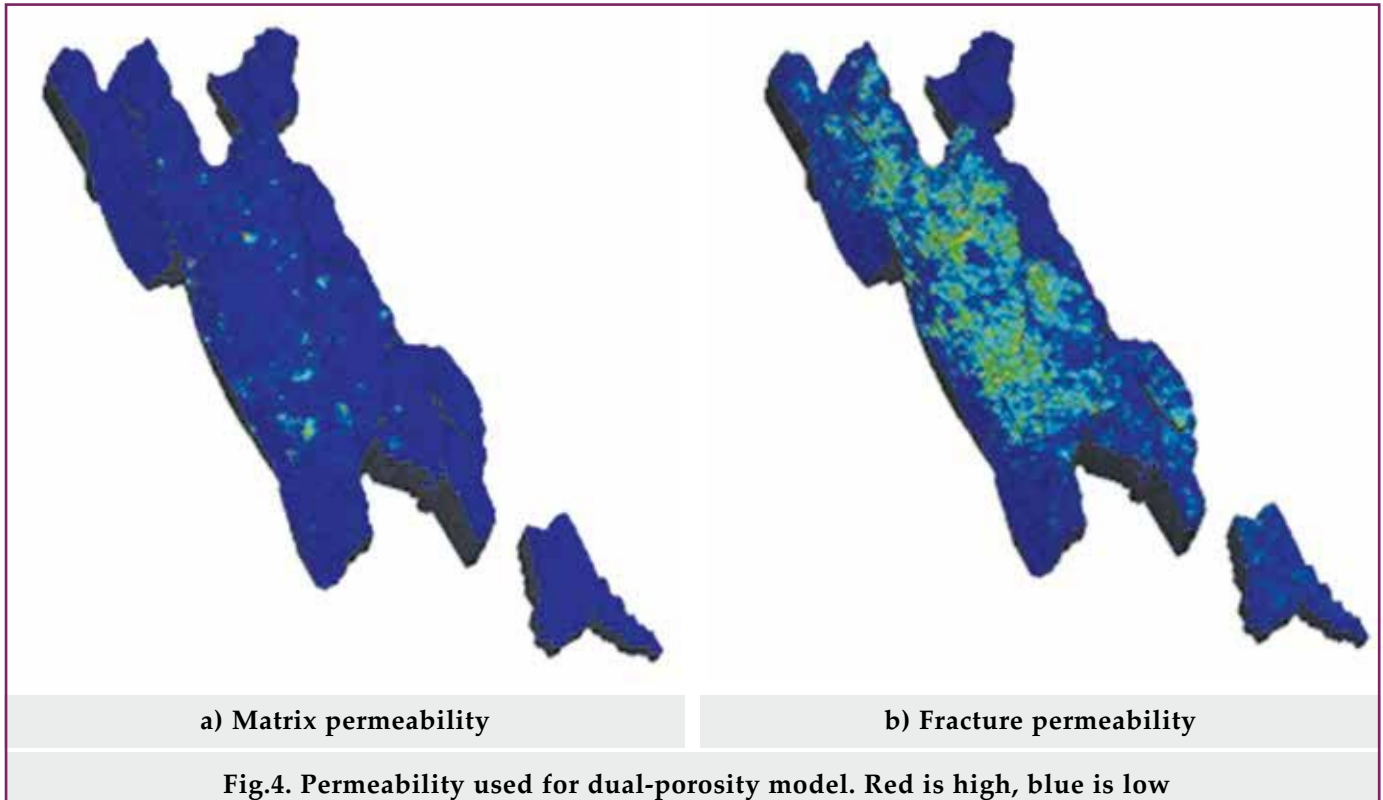 a) Matrix permeability
b) Fracture permeability
Fig.4. Permeability used for dual-porosity model. Red is high, blue is low